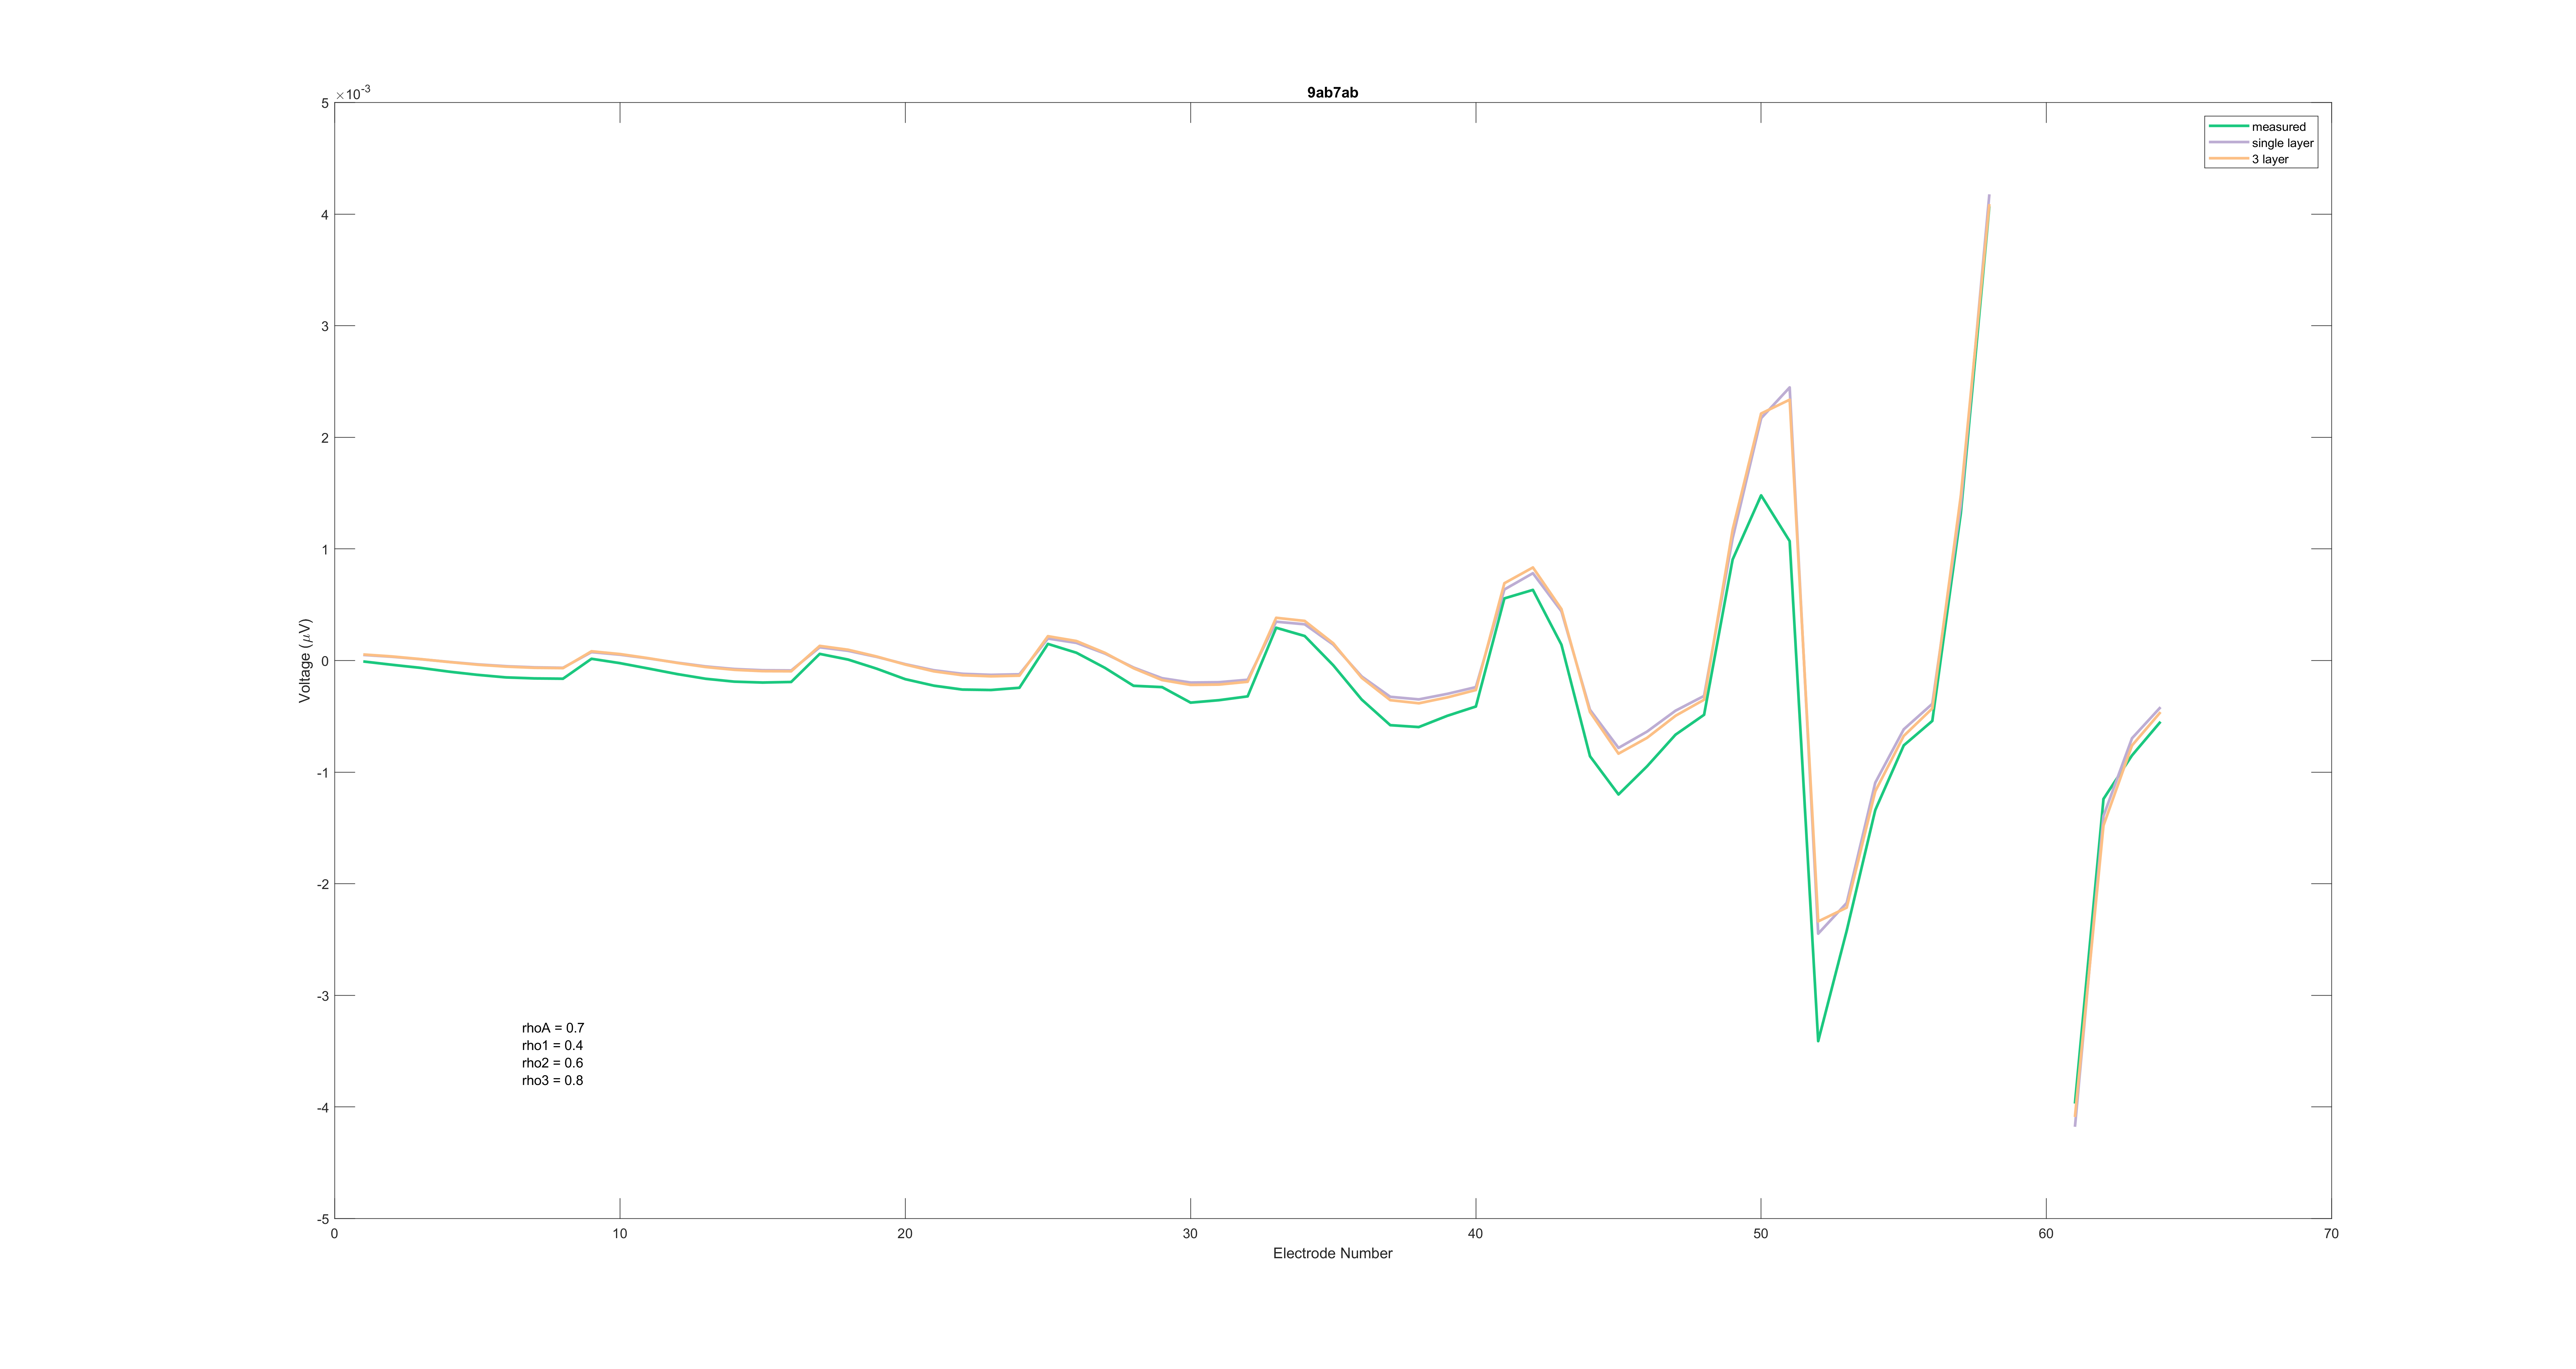 9ab7ab
×10-3
5
4
3
2
1
0
-1
-2
-3
-4
-5
Voltage (μV)
measured
single layer
3 layer
rhoA = 0.7
rho1 = 0.4
rho2 = 0.6
rho3 = 0.8
0 10 20 30 40 50 60 70
Electrode Number